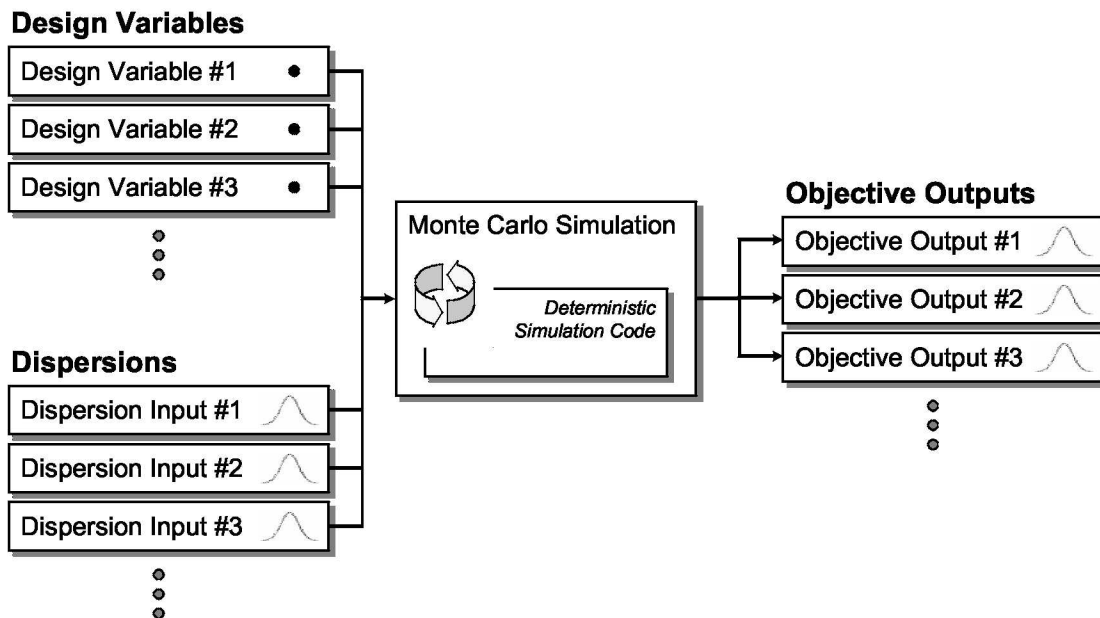 Design Variables
Design Variable #1
Design Variable #2
Design Variable #3
Dispersions
Dispersion Input #1
Dispersion Input #2
Dispersion Input #3
Monte Carlo Simulation
Deterministic
Simulation Code
Objective Outputs
Objective Output #1
Objective Output #2
Objective Output #3